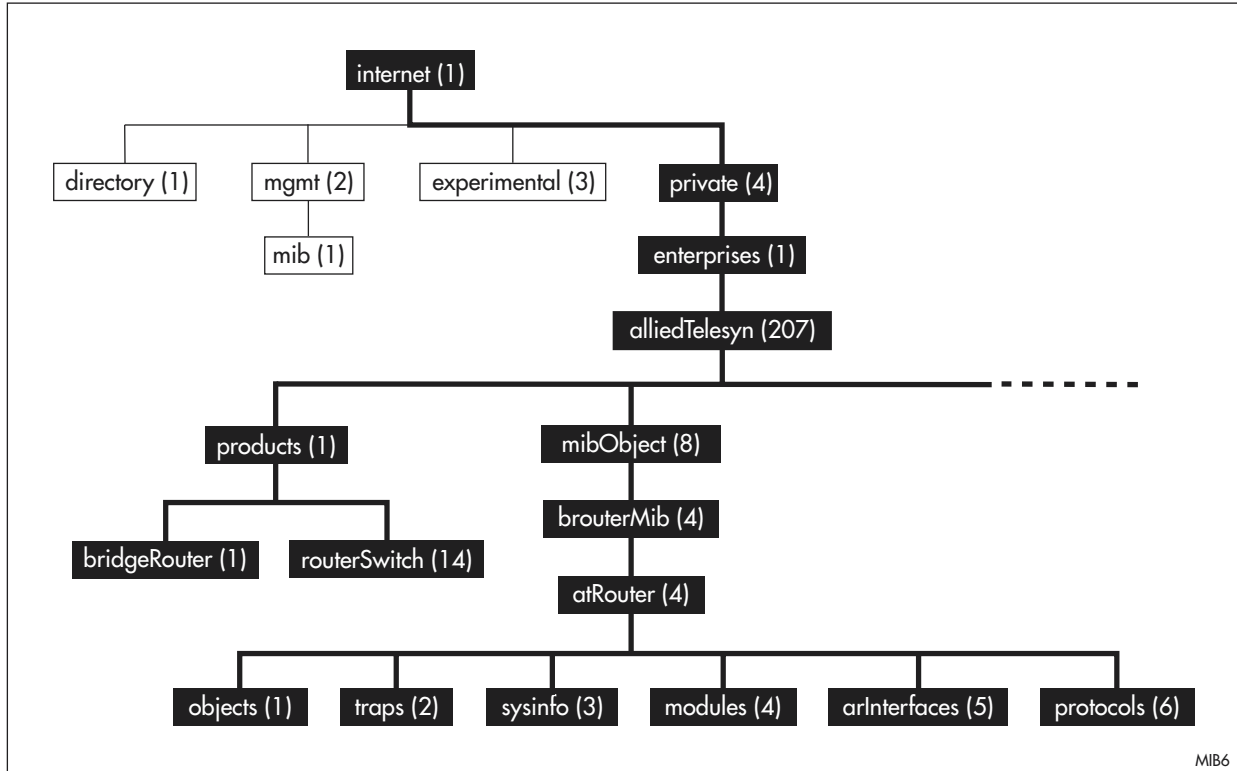 internet (1)
directory (1)
mgmt (2)
experimental (3)
private (4)
mib (1)
enterprises (1)
alliedTelesyn (207)
products (1)
mibObject (8)
brouterMib (4)
bridgeRouter (1)
routerSwitch (14)
atRouter (4)
objects (1)
traps (2)
sysinfo (3)
modules (4)
arInterfaces (5)
protocols (6)
MIB6